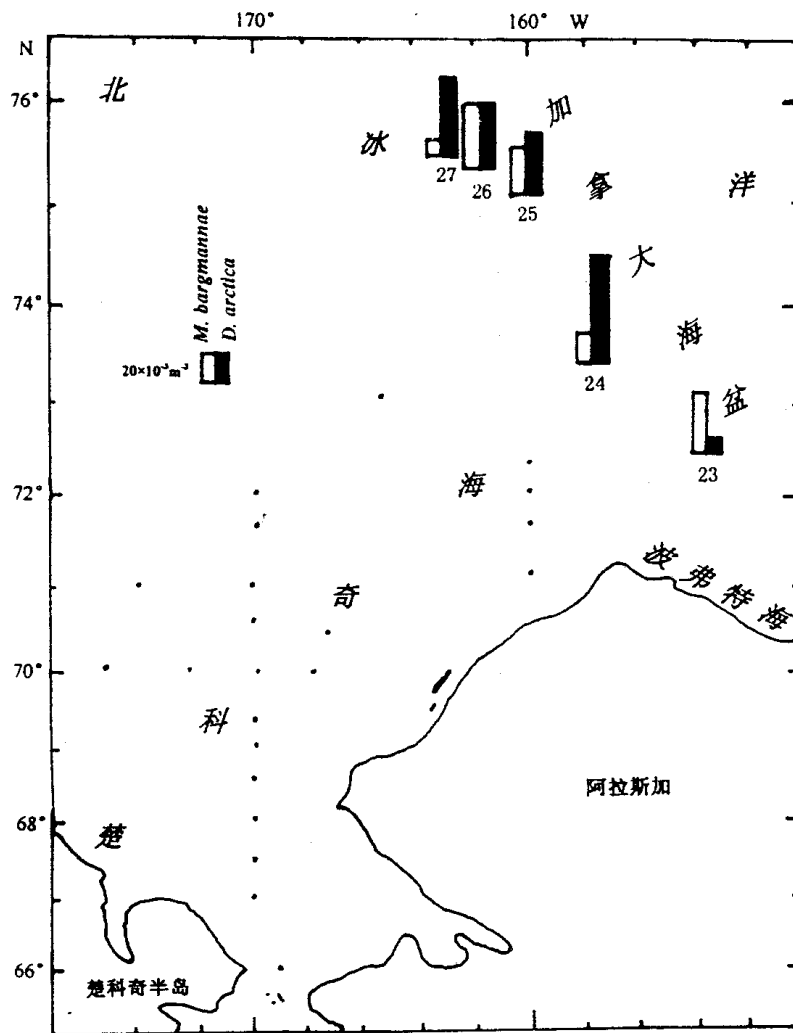 170° 160° W
N
76°
北
冰
加
27
26
25
拿
洋
M. bargmannae
D. arctica
20×10⁻³m⁻³
74°
大
海
24
盆
23
72°
海
波弗特海
奇
70°
科
阿拉斯加
68°
楚
66°
楚科奇半岛